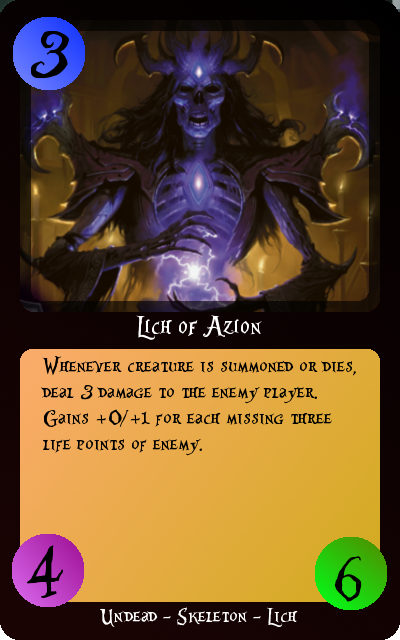 3
Lich of Azion
Whenever creature is summoned or dies,
deal 3 damage to the enemy player.
Gains +0/+1 for each missing three
life points of enemy.
4
6
Undead - Skeleton - Lich